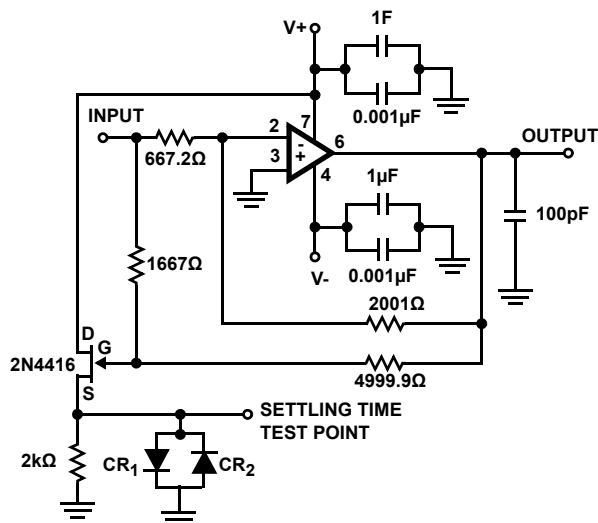 V+
1F
0.001µF
INPUT
667.2Ω
2
3
-
+
7
6
4
OUTPUT
1µF
0.001µF
V-
100pF
1667Ω
2001Ω
4999.9Ω
D
G
2N4416
S
SETTLING TIME
TEST POINT
2kΩ
CR1
CR2